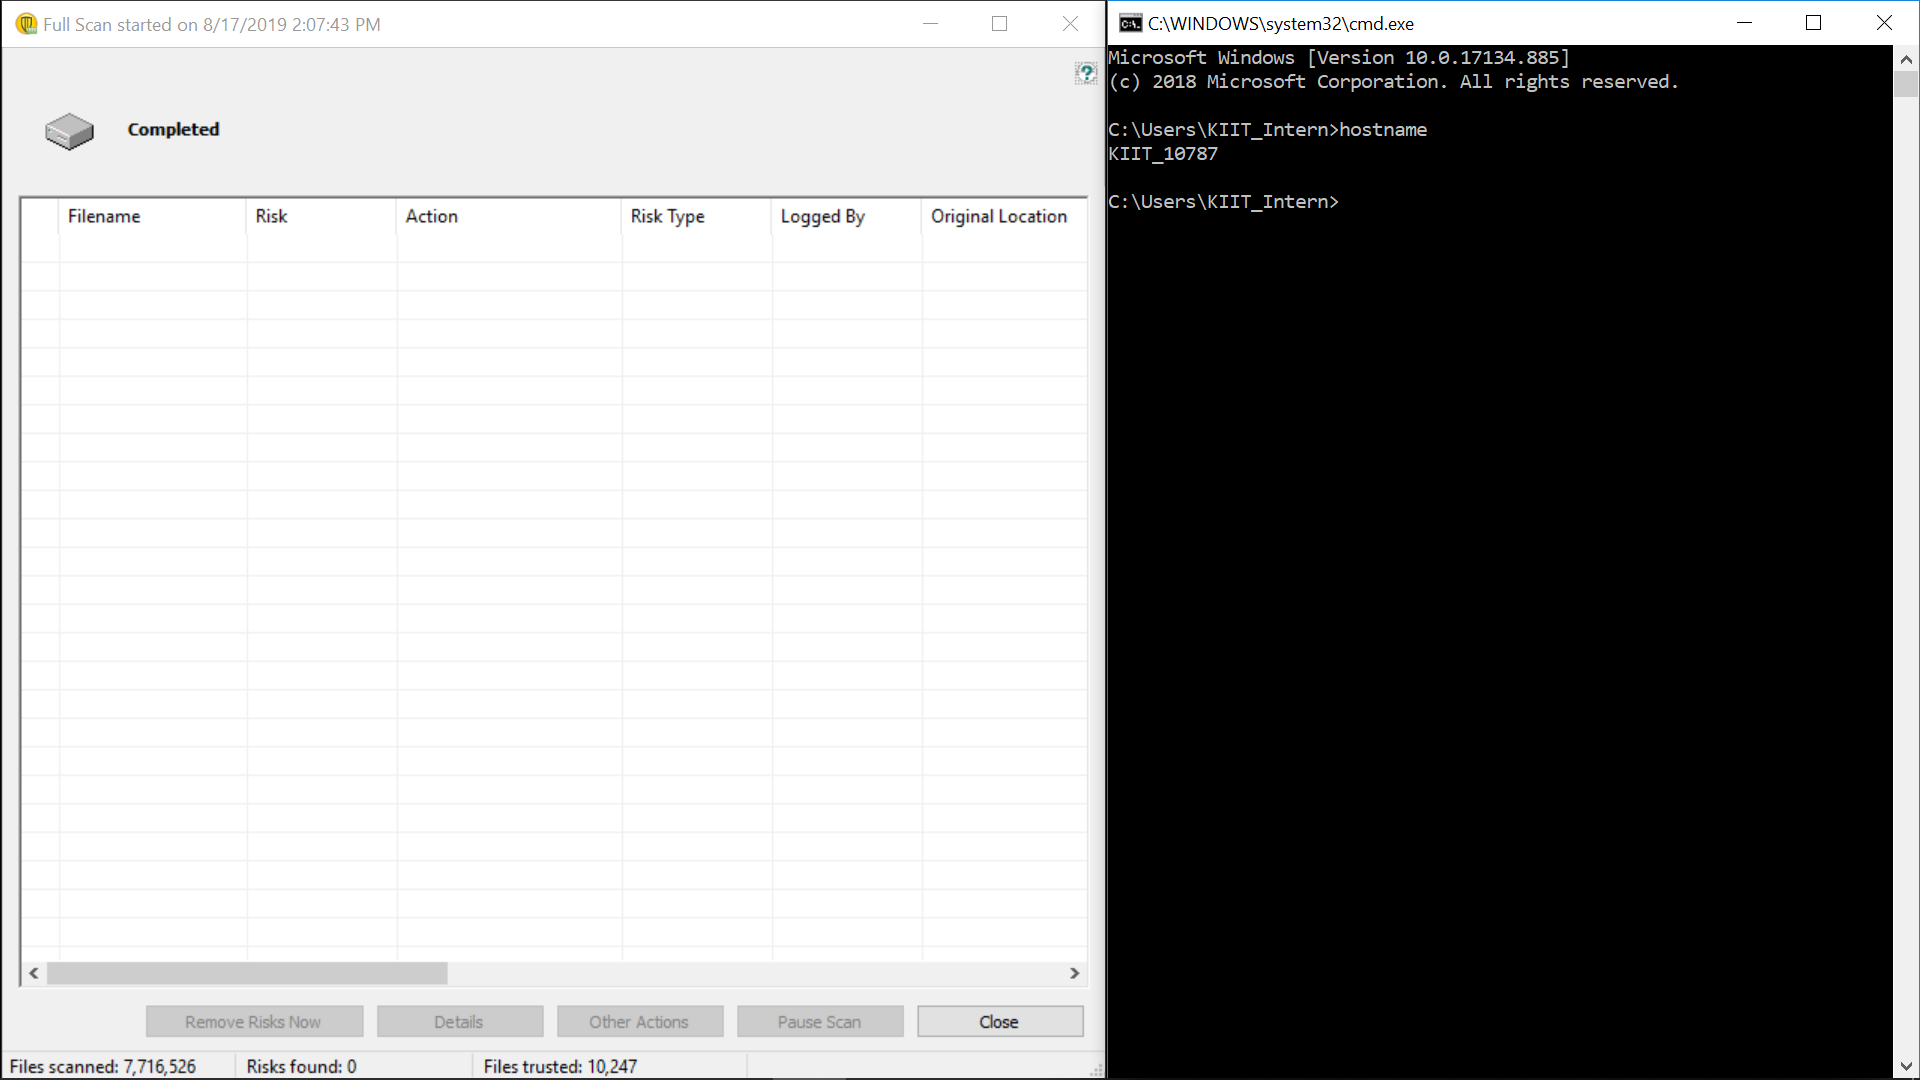 Full Scan started on 8/17/2019 2:07:43 PM
Completed
Filename Risk Action Risk Type Logged By Original Location
Remove Risks Now Details Other Actions Pause Scan Close
Files scanned: 7,716,526 Risks found: 0 Files trusted: 10,247
C:\WINDOWS\system32\cmd.exe
Microsoft Windows [Version 10.0.17134.885]
(c) 2018 Microsoft Corporation. All rights reserved.
C:\Users\KIIT_Intern>hostname
KIIT_10787
C:\Users\KIIT_Intern>